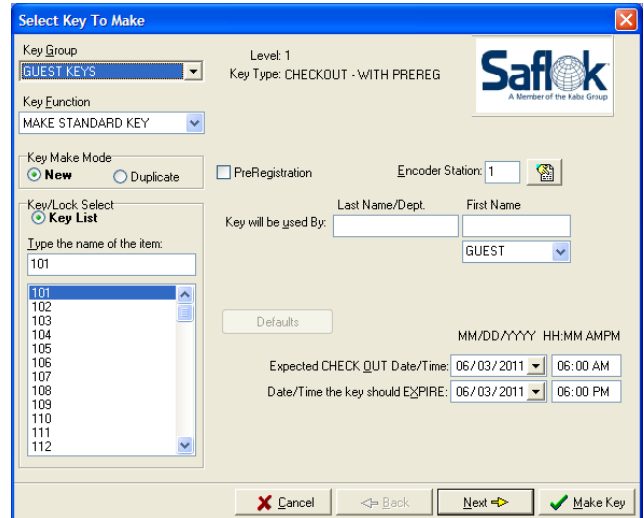 Select Key To Make
Key Group
GUEST KEYS
Level: 1
Key Type: CHECKOUT - WITH PREREG
Saflok
A Member of the Kaba Group
Key Function
MAKE STANDARD KEY
Key Make Mode
New Duplicate
PreRegistration
Encoder Station: 1
Key/Lock Select
Key List
Type the name of the item:
101
101
102
103
104
105
106
107
108
109
110
111
112
Last Name/Dept. First Name
Key will be used By:
GUEST
Defaults
MM/DD/YYYY HH:MM AMPM
Expected CHECK OUT Date/Time: 06/03/2011 06:00 AM
Date/Time the key should EXPIRE: 06/03/2011 06:00 PM
Cancel Back Next Make Key